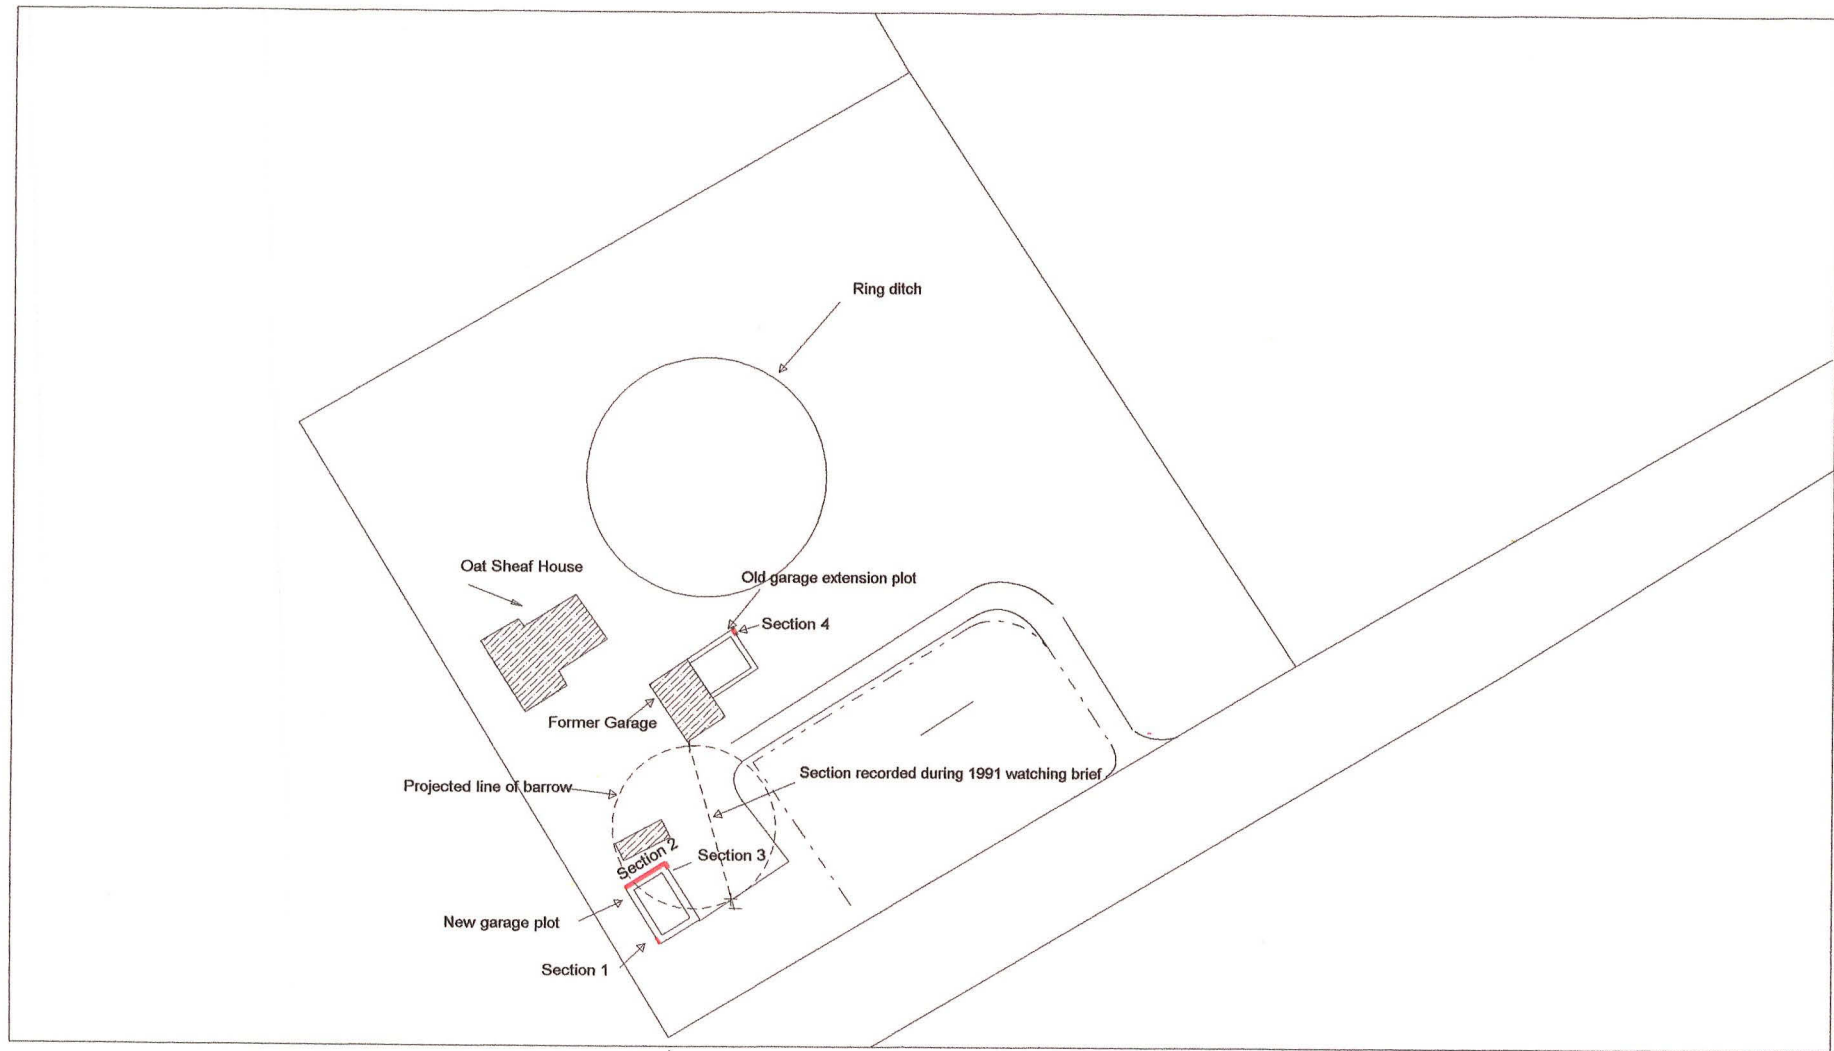 Ring ditch
Oat Sheaf House
Old garage extension plot
Section 4
Former Garage
Section recorded during 1991 watching brief
Projected line of barrow
Section 2
Section 3
New garage plot
Section 1